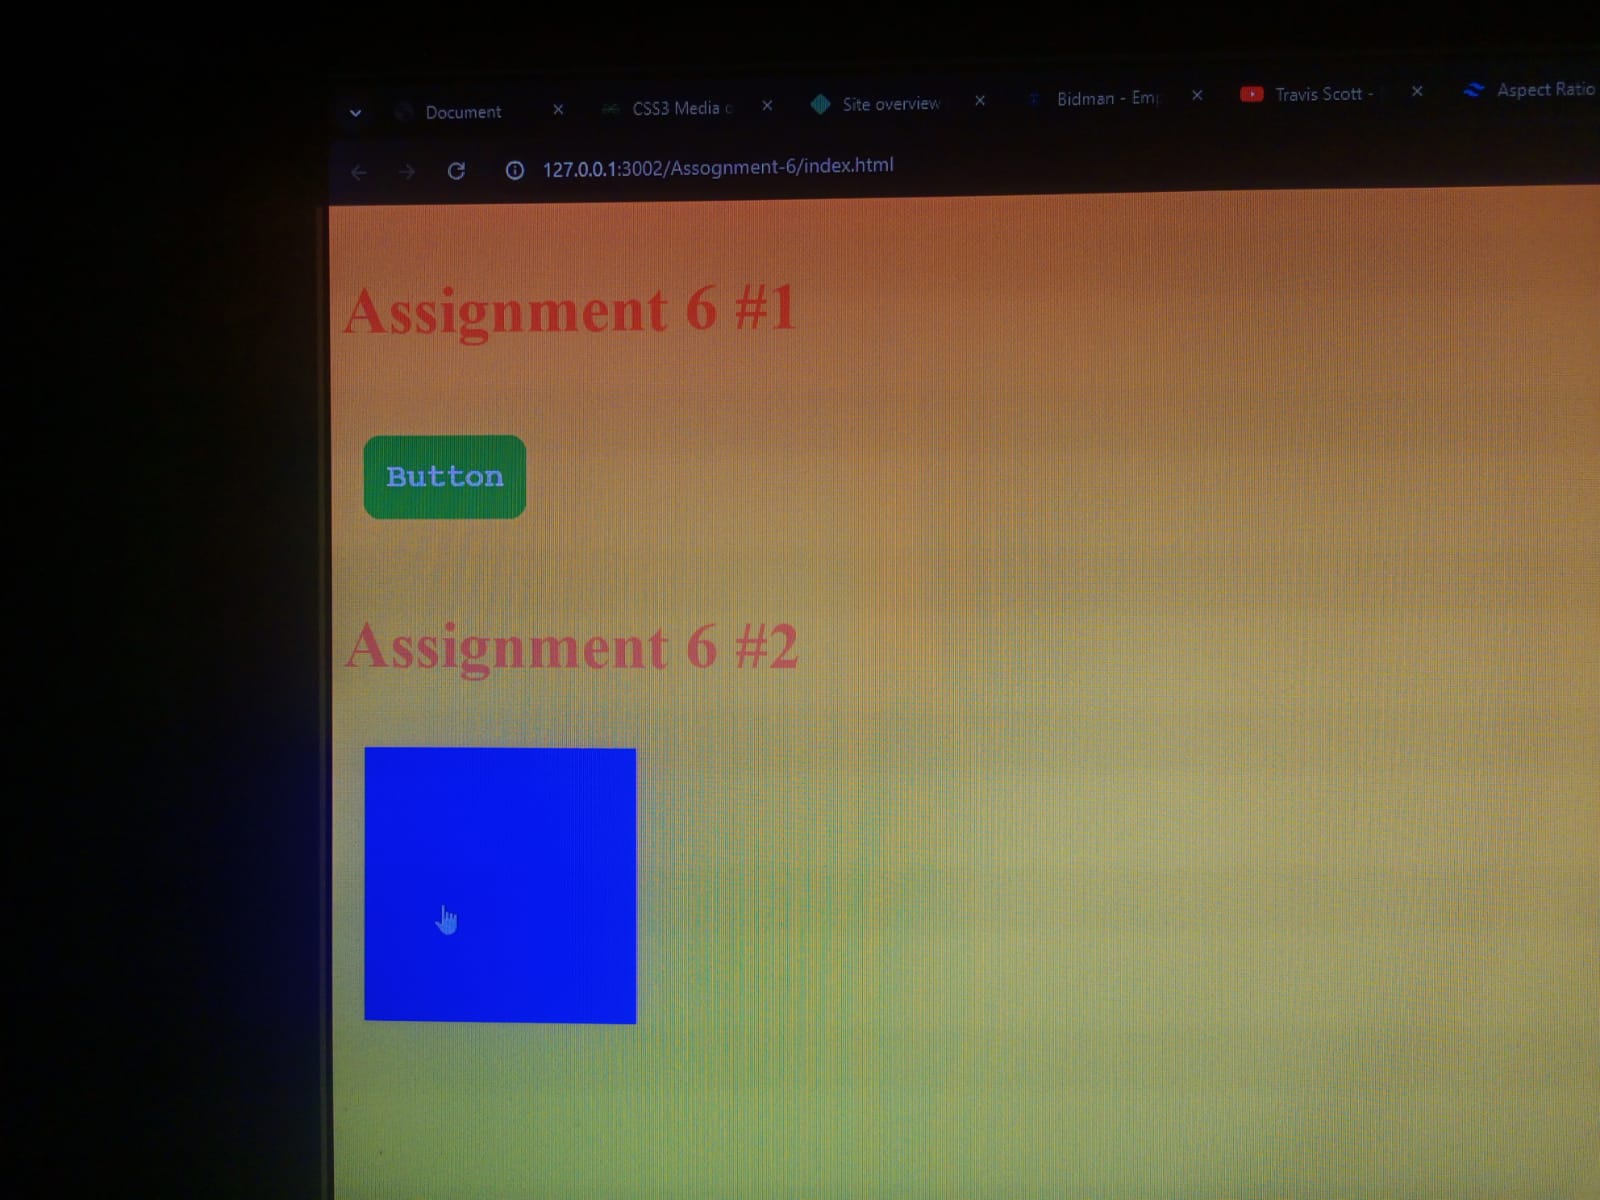 Document CSS3 Media Site overview Bidman - Travis Scott - Aspect Ratio
127.0.0.1:3002/Assognment-6/index.html
Assignment 6 #1
Button
Assignment 6 #2